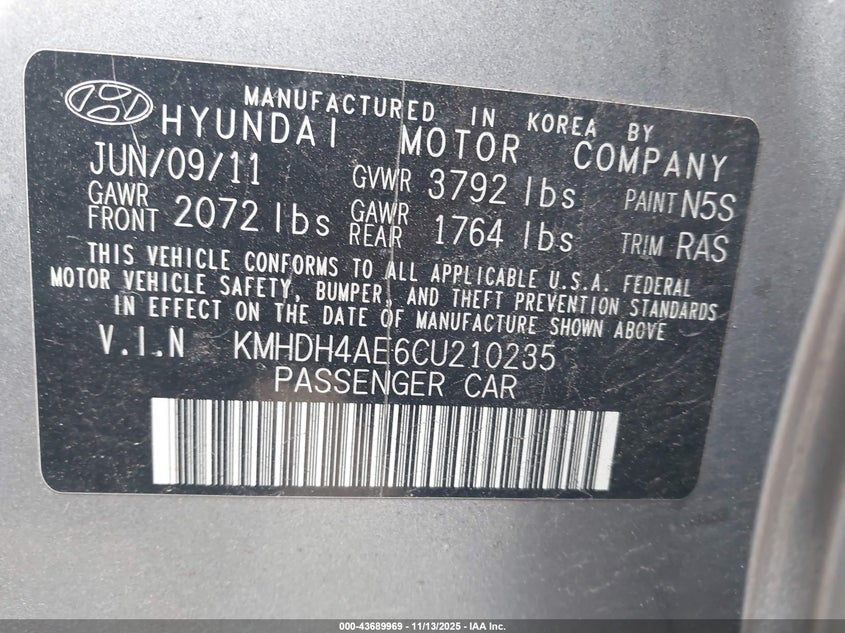 MANUFACTURED IN KOREA BY
HYUNDAI MOTOR COMPANY
JUN/09/11 GVWR 3792 lbs PAINT N5S
GAWR FRONT 2072 lbs GAWR REAR 1764 lbs TRIM RAS
THIS VEHICLE CONFORMS TO ALL APPLICABLE U.S.A. FEDERAL
MOTOR VEHICLE SAFETY, BUMPER, AND THEFT PREVENTION STANDARDS
IN EFFECT ON THE DATE OF MANUFACTURE SHOWN ABOVE
V.I.N KMHDH4AE6CU210235
PASSENGER CAR
000-43689969 - 11/13/2025 - IAA Inc.